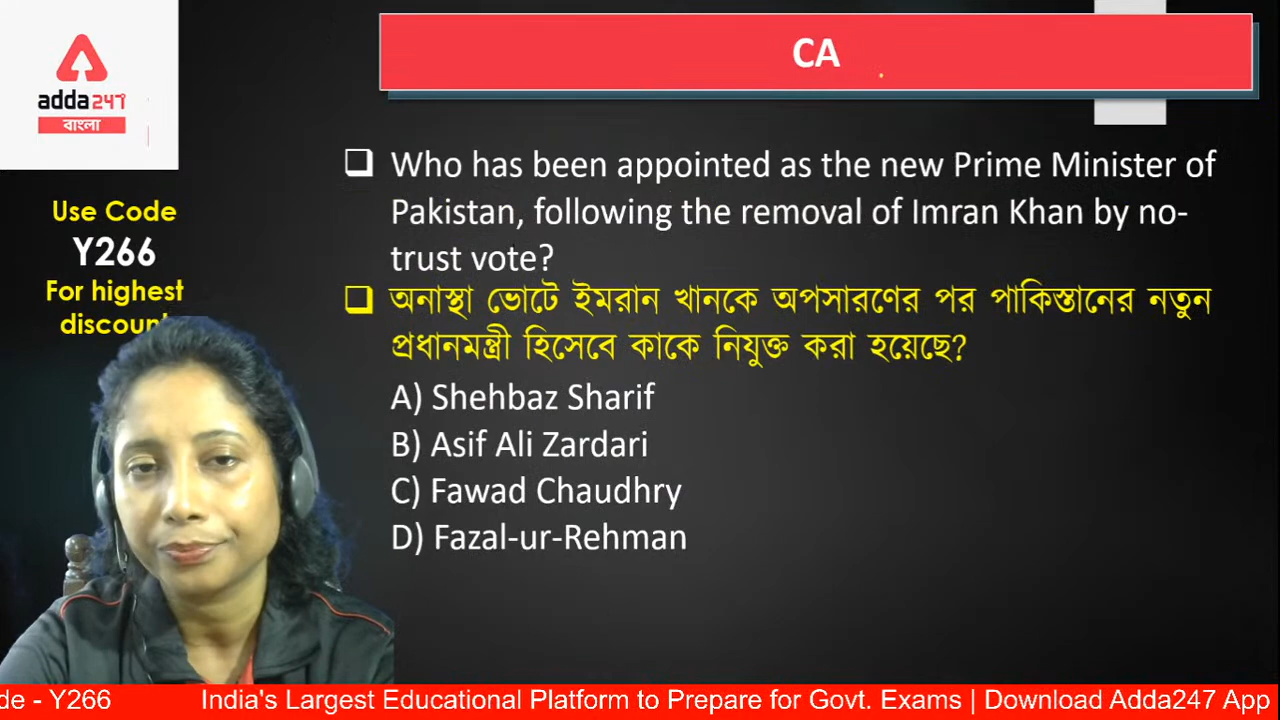 CA
adda247
বাংলা
Use Code
Y266
For highest
discount
Who has been appointed as the new Prime Minister of
Pakistan, following the removal of Imran Khan by no-
trust vote?
অনাস্থা ভোটে ইমরান খানকে অপসারণের পর পাকিস্তানের নতুন
প্রধানমন্ত্রী হিসেবে কাকে নিযুক্ত করা হয়েছে?
A) Shehbaz Sharif
B) Asif Ali Zardari
C) Fawad Chaudhry
D) Fazal-ur-Rehman
de - Y266 India's Largest Educational Platform to Prepare for Govt. Exams | Download Adda247 App